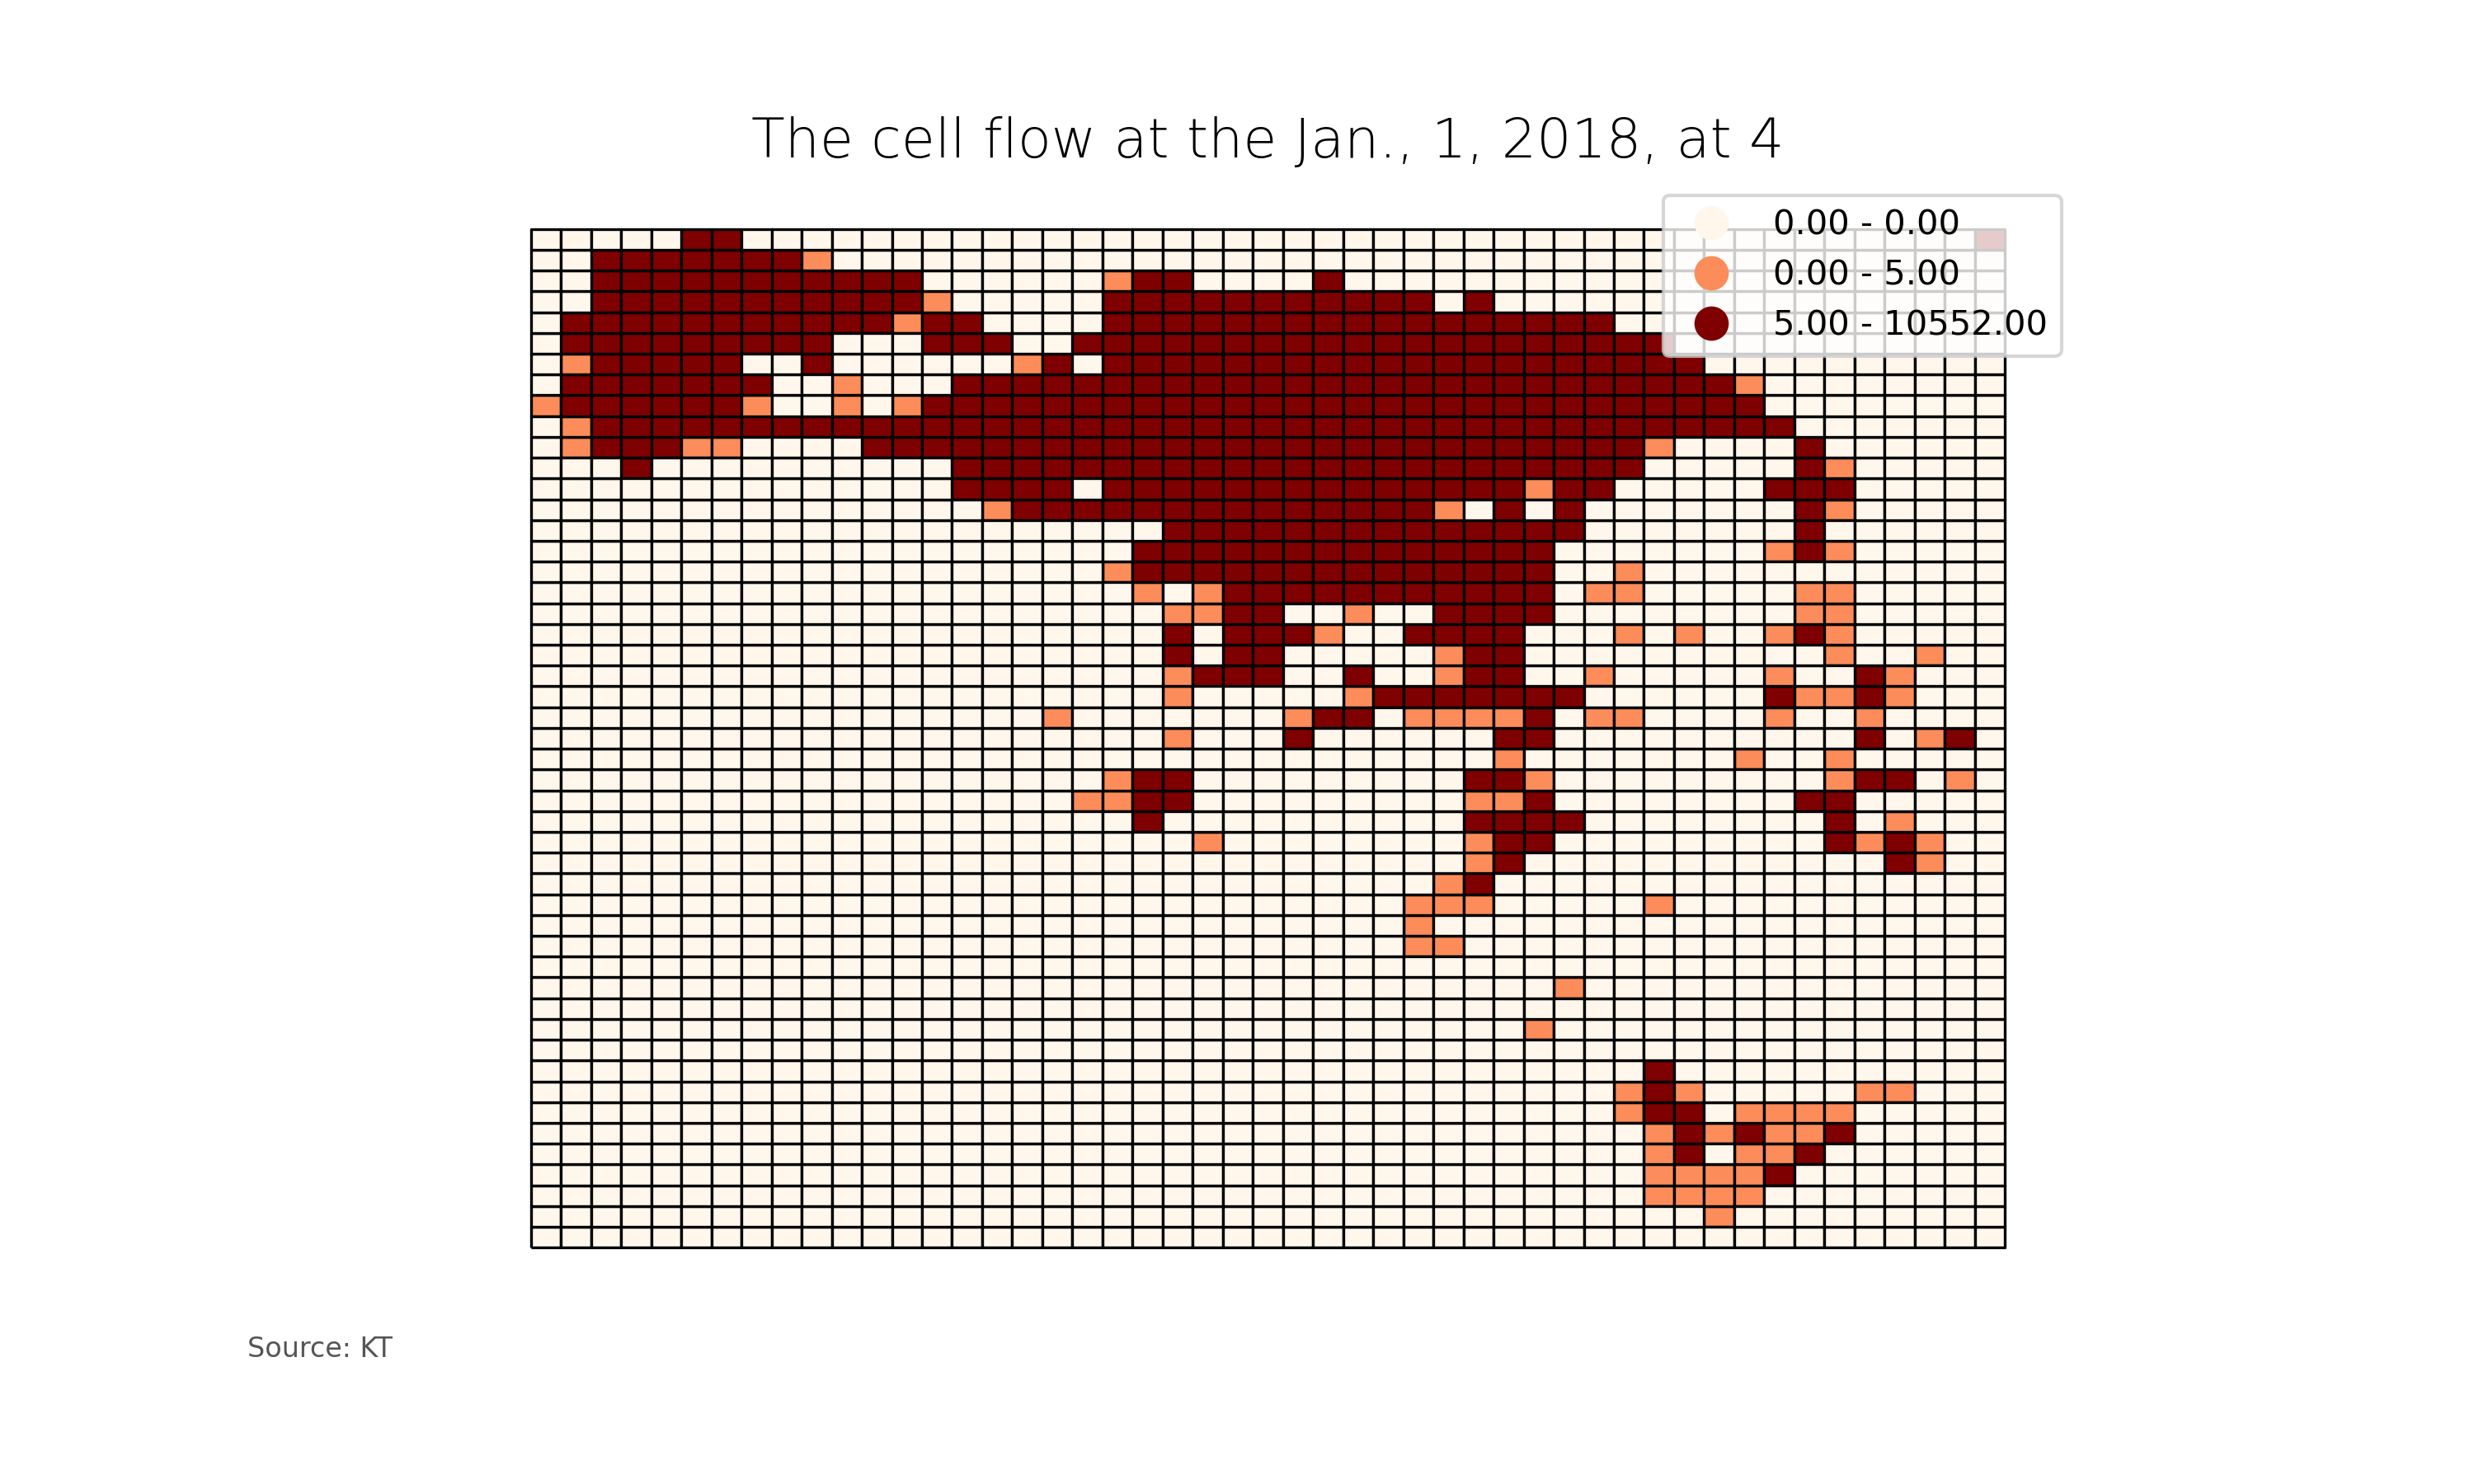 The cell flow at the Jan., 1, 2018, at 4
0.00 - 0.00
0.00 - 5.00
5.00 - 10552.00
Source: KT